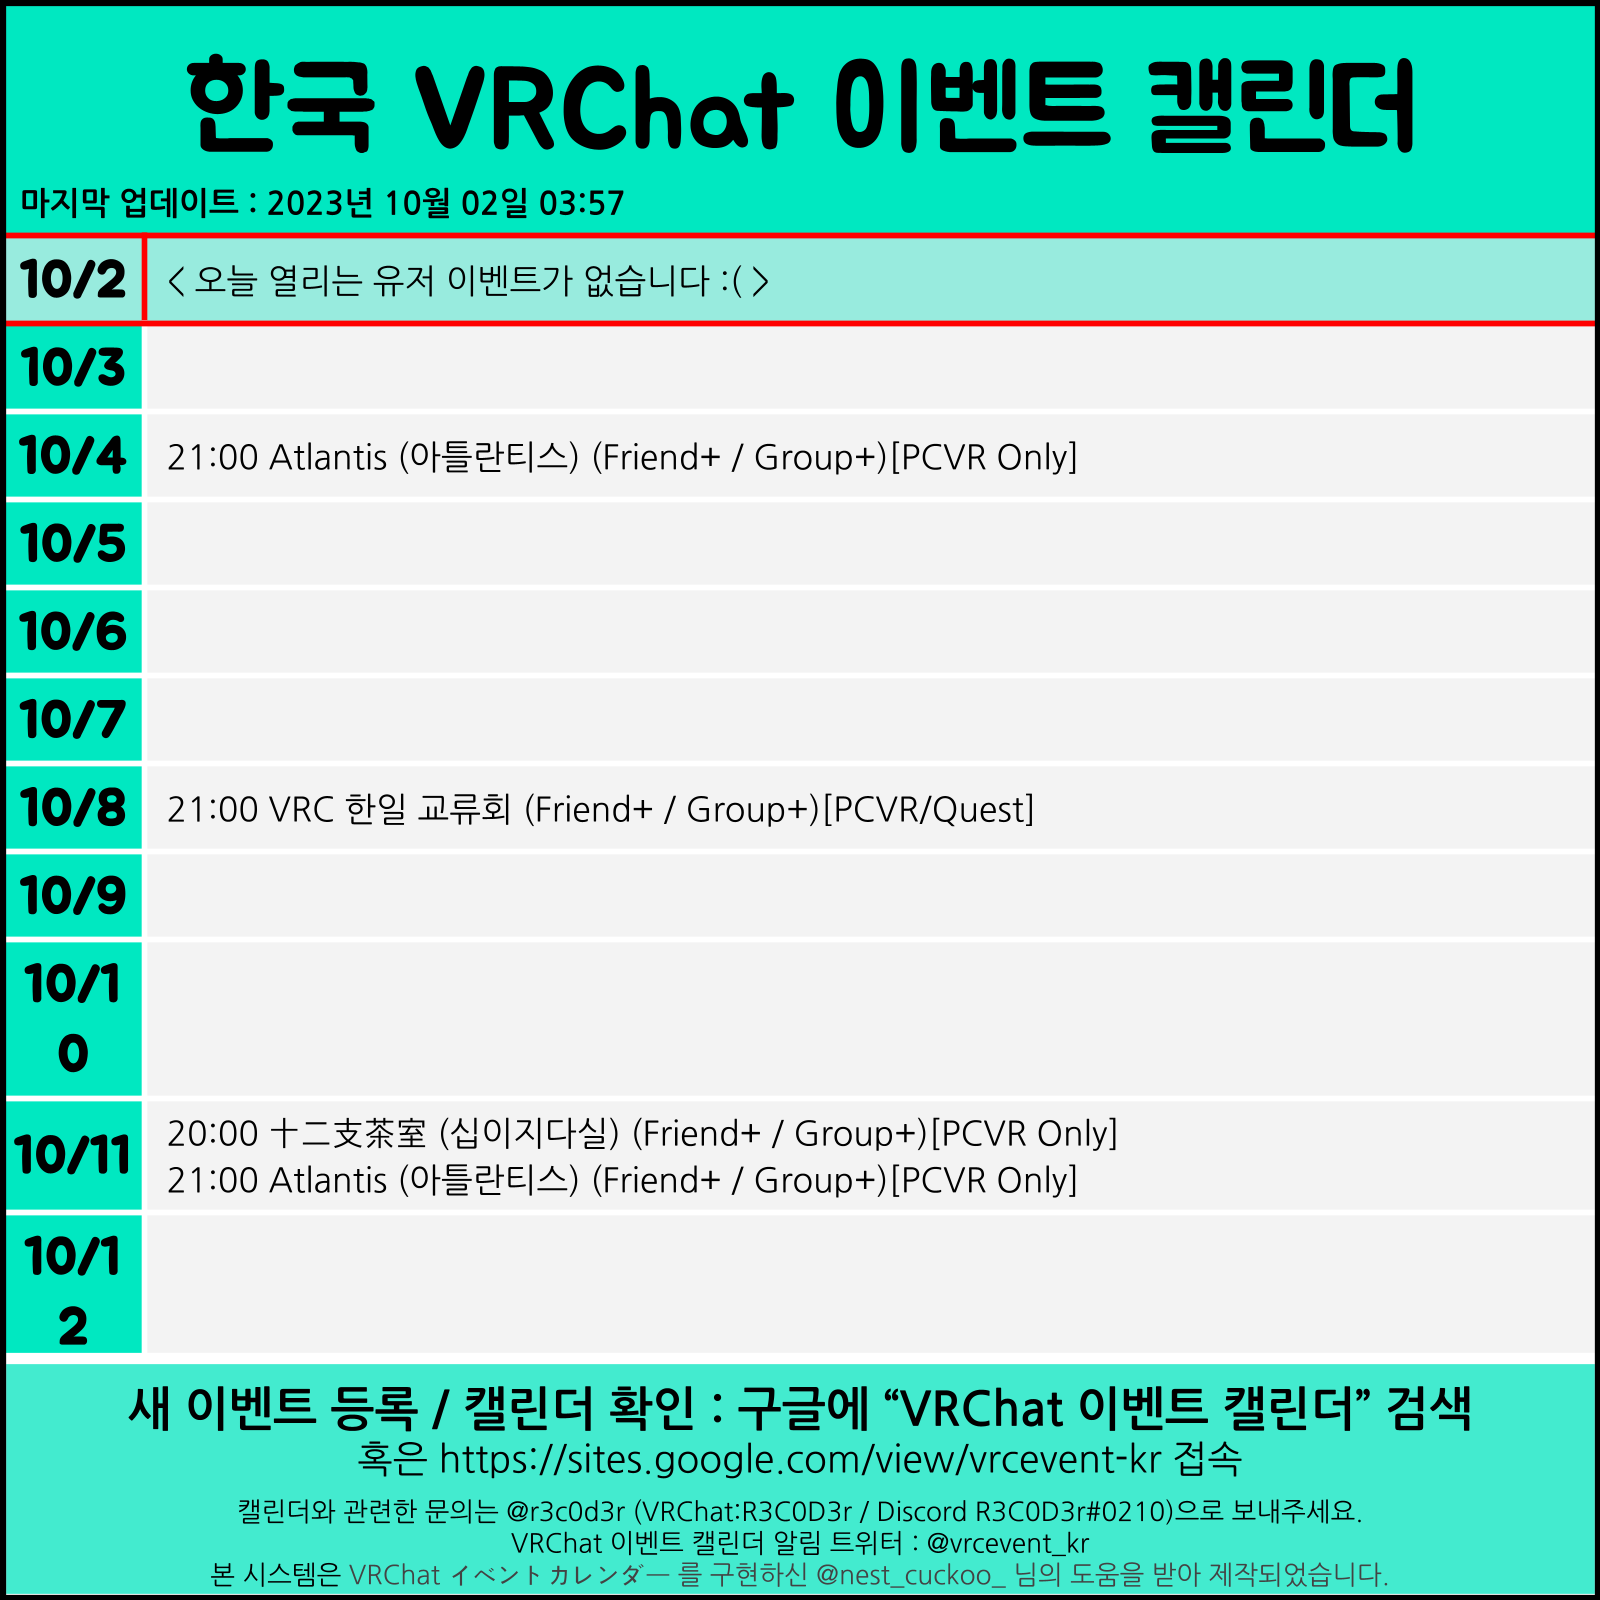 한국 VRChat 이벤트 캘린더
마지막 업데이트 : 2023년 10월 02일 03:57
10/2 < 오늘 열리는 유저 이벤트가 없습니다 :( >
10/3
10/4 21:00 Atlantis (아틀란티스) (Friend+ / Group+)[PCVR Only]
10/5
10/6
10/7
10/8 21:00 VRC 한일 교류회 (Friend+ / Group+)[PCVR/Quest]
10/9
10/1
0
10/11 20:00 十二支茶室 (십이지다실) (Friend+ / Group+)[PCVR Only]
21:00 Atlantis (아틀란티스) (Friend+ / Group+)[PCVR Only]
10/1
2
새 이벤트 등록 / 캘린더 확인 : 구글에 “VRChat 이벤트 캘린더” 검색
혹은 https://sites.google.com/view/vrcevent-kr 접속
캘린더와 관련한 문의는 @r3c0d3r (VRChat:R3C0D3r / Discord R3C0D3r#0210)으로 보내주세요.
VRChat 이벤트 캘린더 알림 트위터 : @vrcevent_kr
본 시스템은 VRChat イベントカレンダー 를 구현하신 @nest_cuckoo_ 님의 도움을 받아 제작되었습니다.